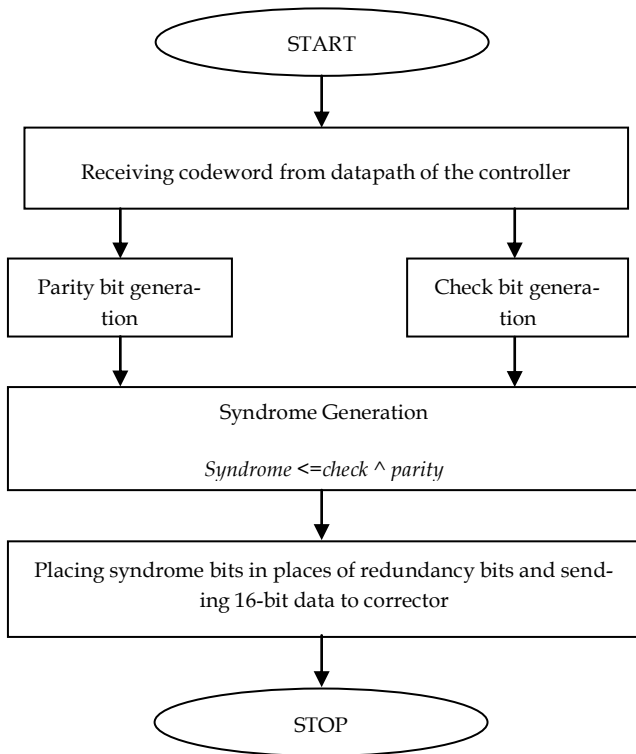 START
Receiving codeword from datapath of the controller
Parity bit genera-
tion
Check bit genera-
tion
Syndrome Generation
Syndrome <=check ^ parity
Placing syndrome bits in places of redundancy bits and send-
ing 16-bit data to corrector
STOP